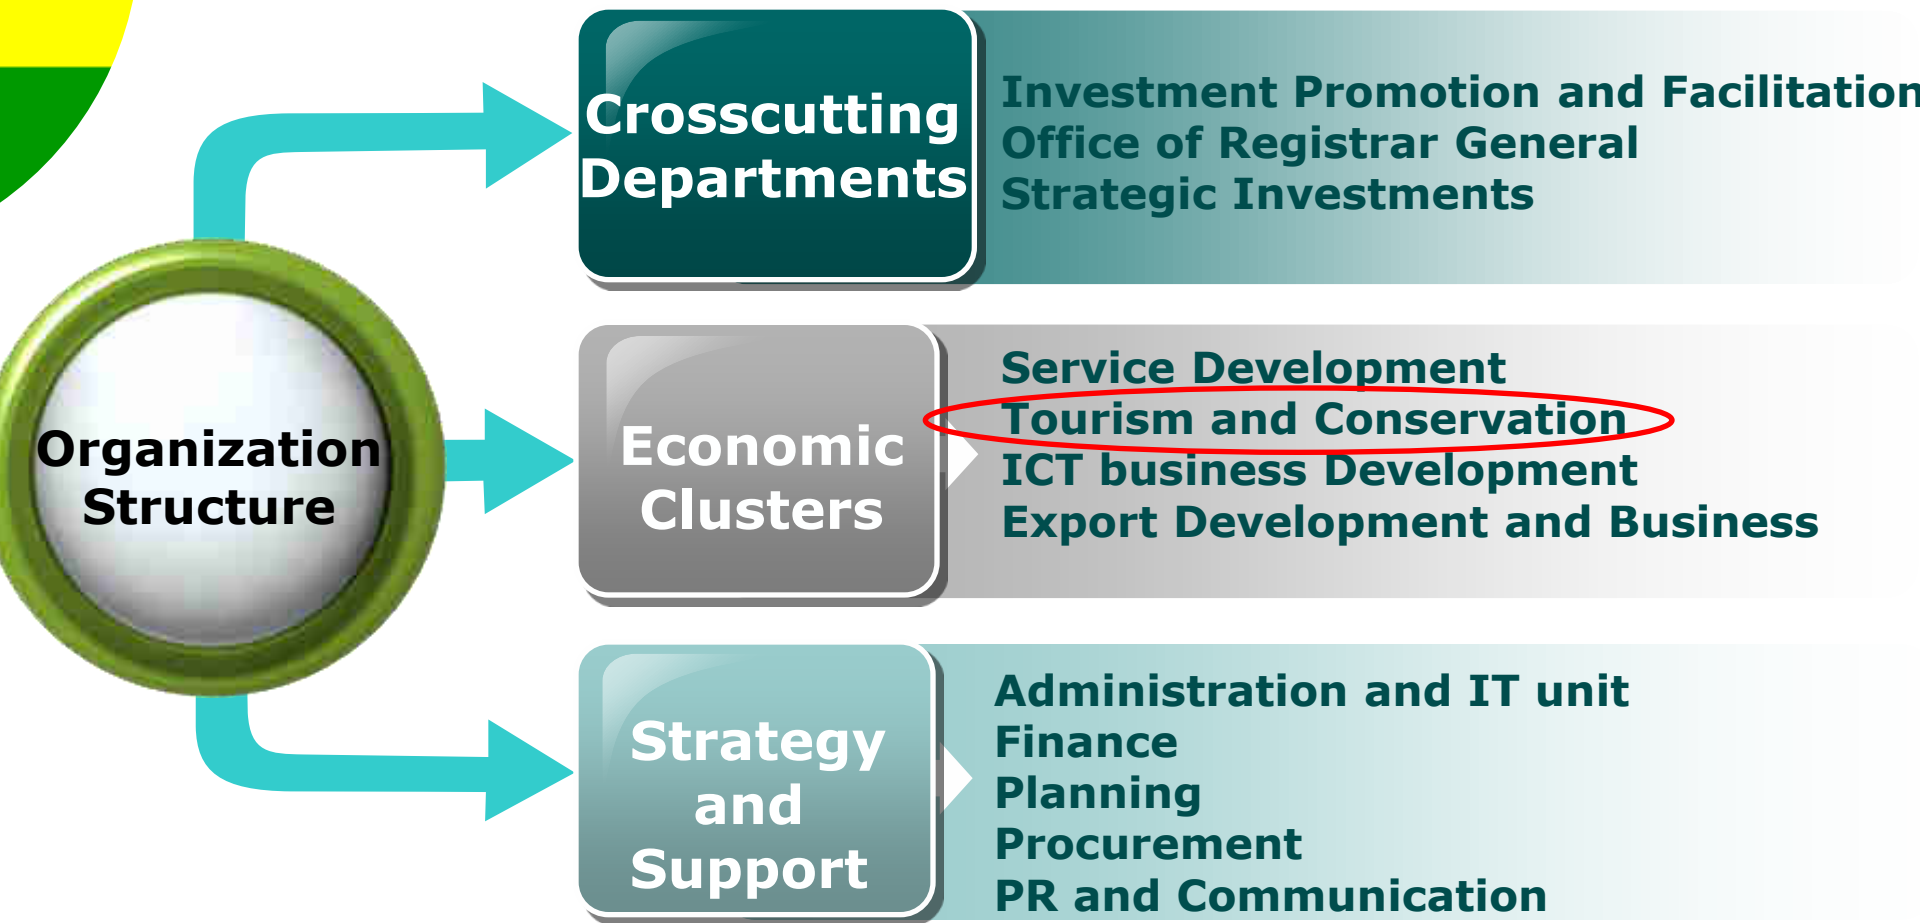 Organization
Structure
Crosscutting
Departments
Investment Promotion and Facilitation
Office of Registrar General
Strategic Investments
Economic
Clusters
Service Development
Tourism and Conservation
ICT business Development
Export Development and Business
Strategy
and
Support
Administration and IT unit
Finance
Planning
Procurement
PR and Communication